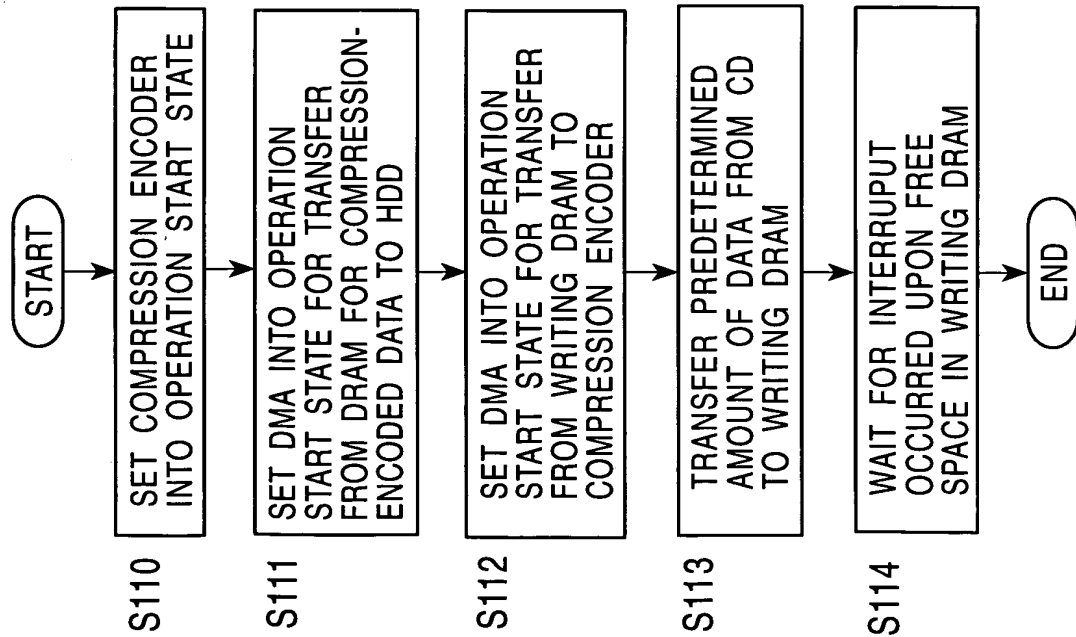 START
S110
SET COMPRESSION ENCODER
INTO OPERATION START STATE
S111
SET DMA INTO OPERATION
START STATE FOR TRANSFER
FROM DRAM FOR COMPRESSION-
ENCODED DATA TO HDD
S112
SET DMA INTO OPERATION
START STATE FOR TRANSFER
FROM WRITING DRAM TO
COMPRESSION ENCODER
S113
TRANSFER PREDETERMINED
AMOUNT OF DATA FROM CD
TO WRITING DRAM
S114
WAIT FOR INTERRUPUT
OCCURRED UPON FREE
SPACE IN WRITING DRAM
END